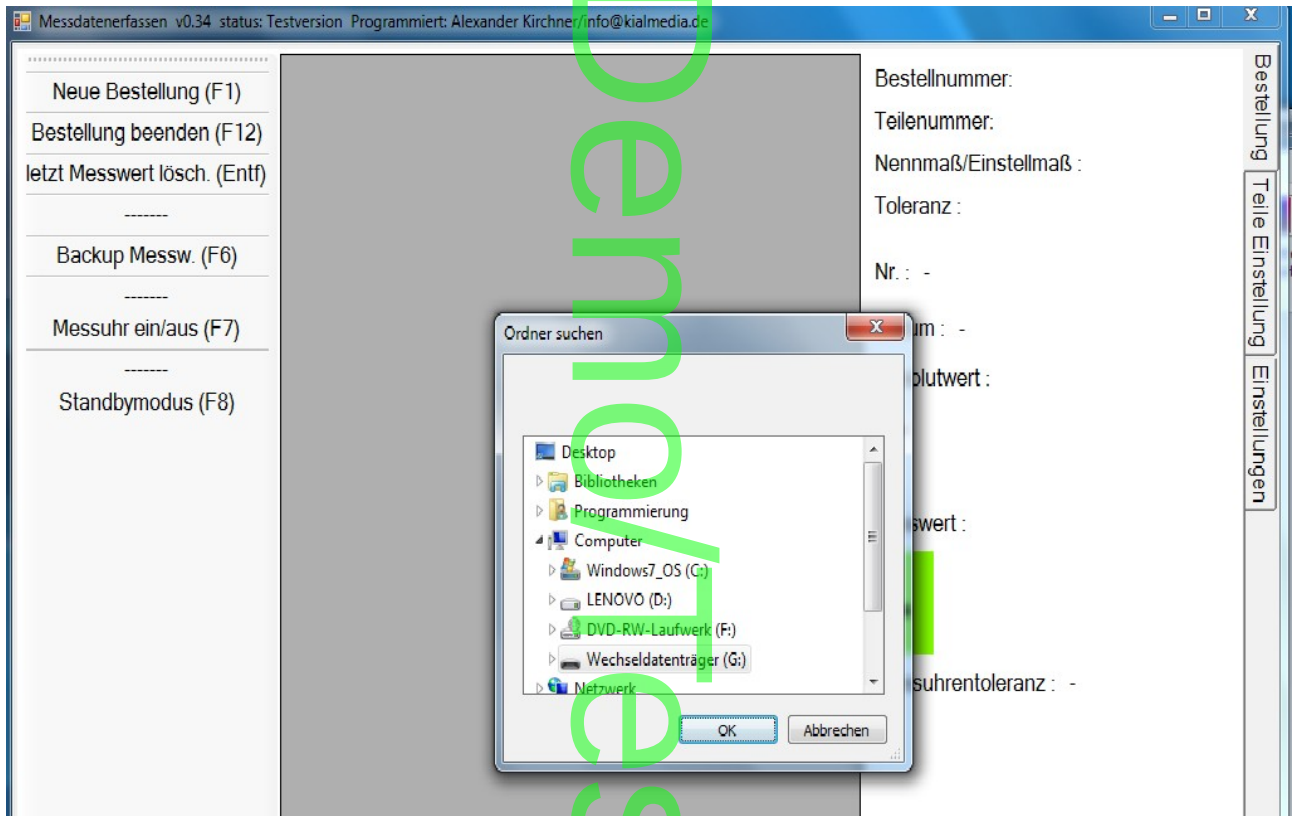 Messdatenerfassen v0.34 status: Testversion Programmiert: Alexander Kirchner/info@kialmedia.de
Neue Bestellung (F1)
Bestellung beenden (F12)
letzt Messwert lösch. (Entf)
-------
Backup Messw. (F6)
-------
Messuhr ein/aus (F7)
-------
Standbymodus (F8)
Bestellnummer:
Teilenummer:
Nennmaß/Einstellmaß :
Toleranz :
Nr. : -
um : -
olutwert :
swert :
suhrentoleranz : -
Bestellung
Teile Einstellung
Einstellungen
Ordner suchen
Desktop
Bibliotheken
Programmierung
Computer
Windows7_OS (C:)
LENOVO (D:)
DVD-RW-Laufwerk (F:)
Wechseldatenträger (G:)
Netzwerk
OK
Abbrechen
Demo/Tes